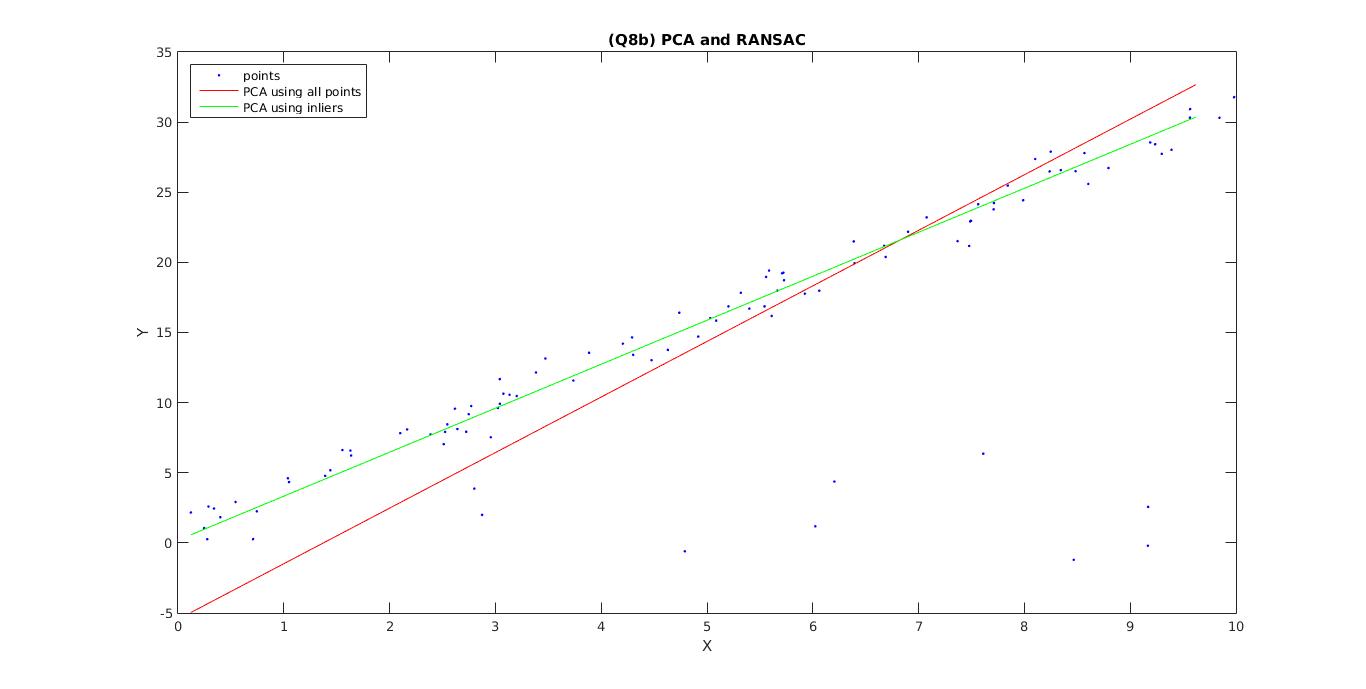 (Q8b) PCA and RANSAC
points
PCA using all points
PCA using inliers
35
30
25
20
15
10
5
0
-5
Y
0 1 2 3 4 5 6 7 8 9 10
X